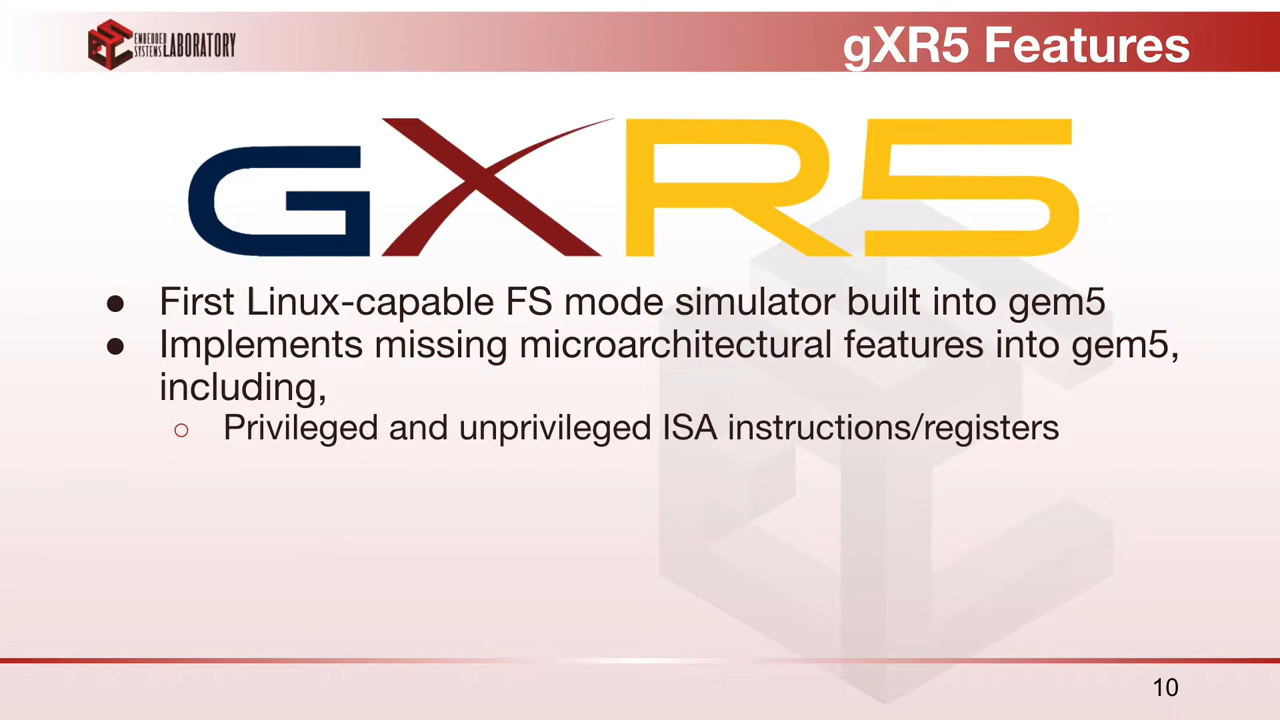 EMBEDDED
SYSTEMS LABORATORY
gXR5 Features
GXR5
● First Linux-capable FS mode simulator built into gem5
● Implements missing microarchitectural features into gem5,
including,
○ Privileged and unprivileged ISA instructions/registers
10